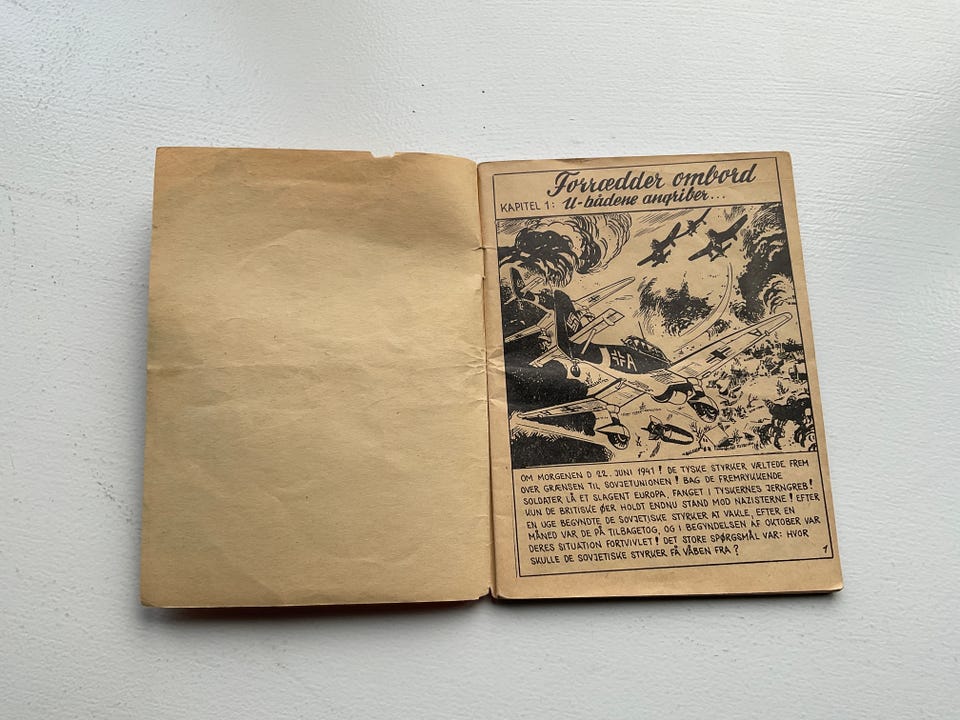 Forrædder ombord
KAPITEL 1: U-bådene angriber...
A
OM MORGENEN D 22. JUNI 1941! DE TYSKE STYRKER VÆLTEDE FREM
OVER GRÆNSEN TIL SOVJETUNIONEN! BAG DE FREMRYKKENDE
SOLDATER LÅ ET SLAGENT EUROPA, FANGET I TYSKERNES JERNGREB!
KUN DE BRITISKE ØER HOLDT ENDNU STAND MOD NAZISTERNE! EFTER
EN UGE BEGYNDTE DE SOVJETISKE STYRKER AT VAKLE, EFTER EN
MÅNED VAR DE PÅ TILBAGETOG, OG I BEGYNDELSEN AF OKTOBER VAR
DERES SITUATION FORTVIVLET! DET STORE SPØRGSMÅL VAR: HVOR
SKULLE DE SOVJETISKE STYRKER FÅ VÅBEN FRA?
1